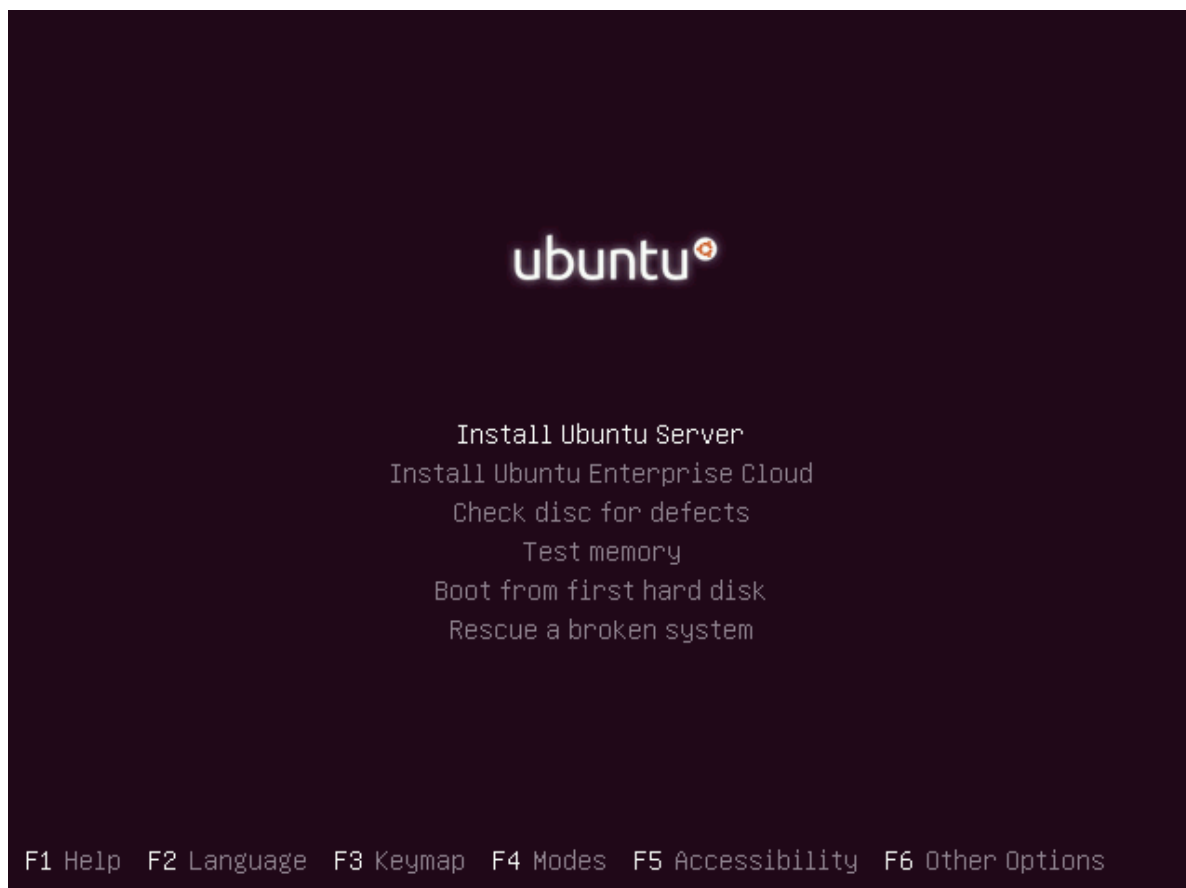 ubuntu
Install Ubuntu Server
Install Ubuntu Enterprise Cloud
Check disc for defects
Test memory
Boot from first hard disk
Rescue a broken system
F1 Help F2 Language F3 Keymap F4 Modes F5 Accessibility F6 Other Options